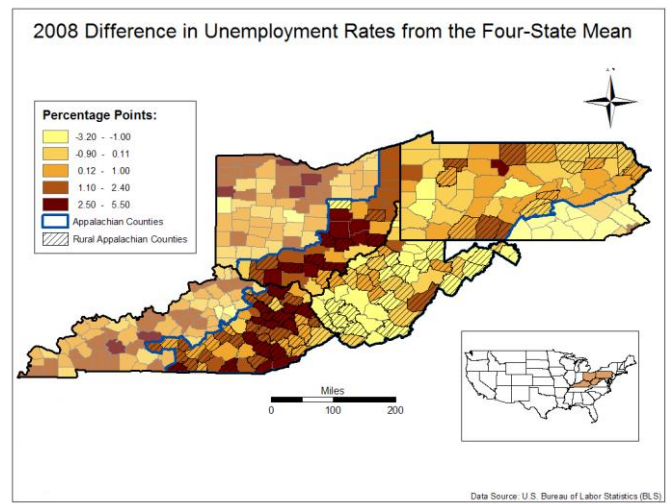 2008 Difference in Unemployment Rates from the Four-State Mean
Percentage Points:
-3.20 - -1.00
-0.90 - 0.11
0.12 - 1.00
1.10 - 2.40
2.50 - 5.50
Appalachian Counties
Rural Appalachian Counties
Miles
0 100 200
Data Source: U.S. Bureau of Labor Statistics (BLS)